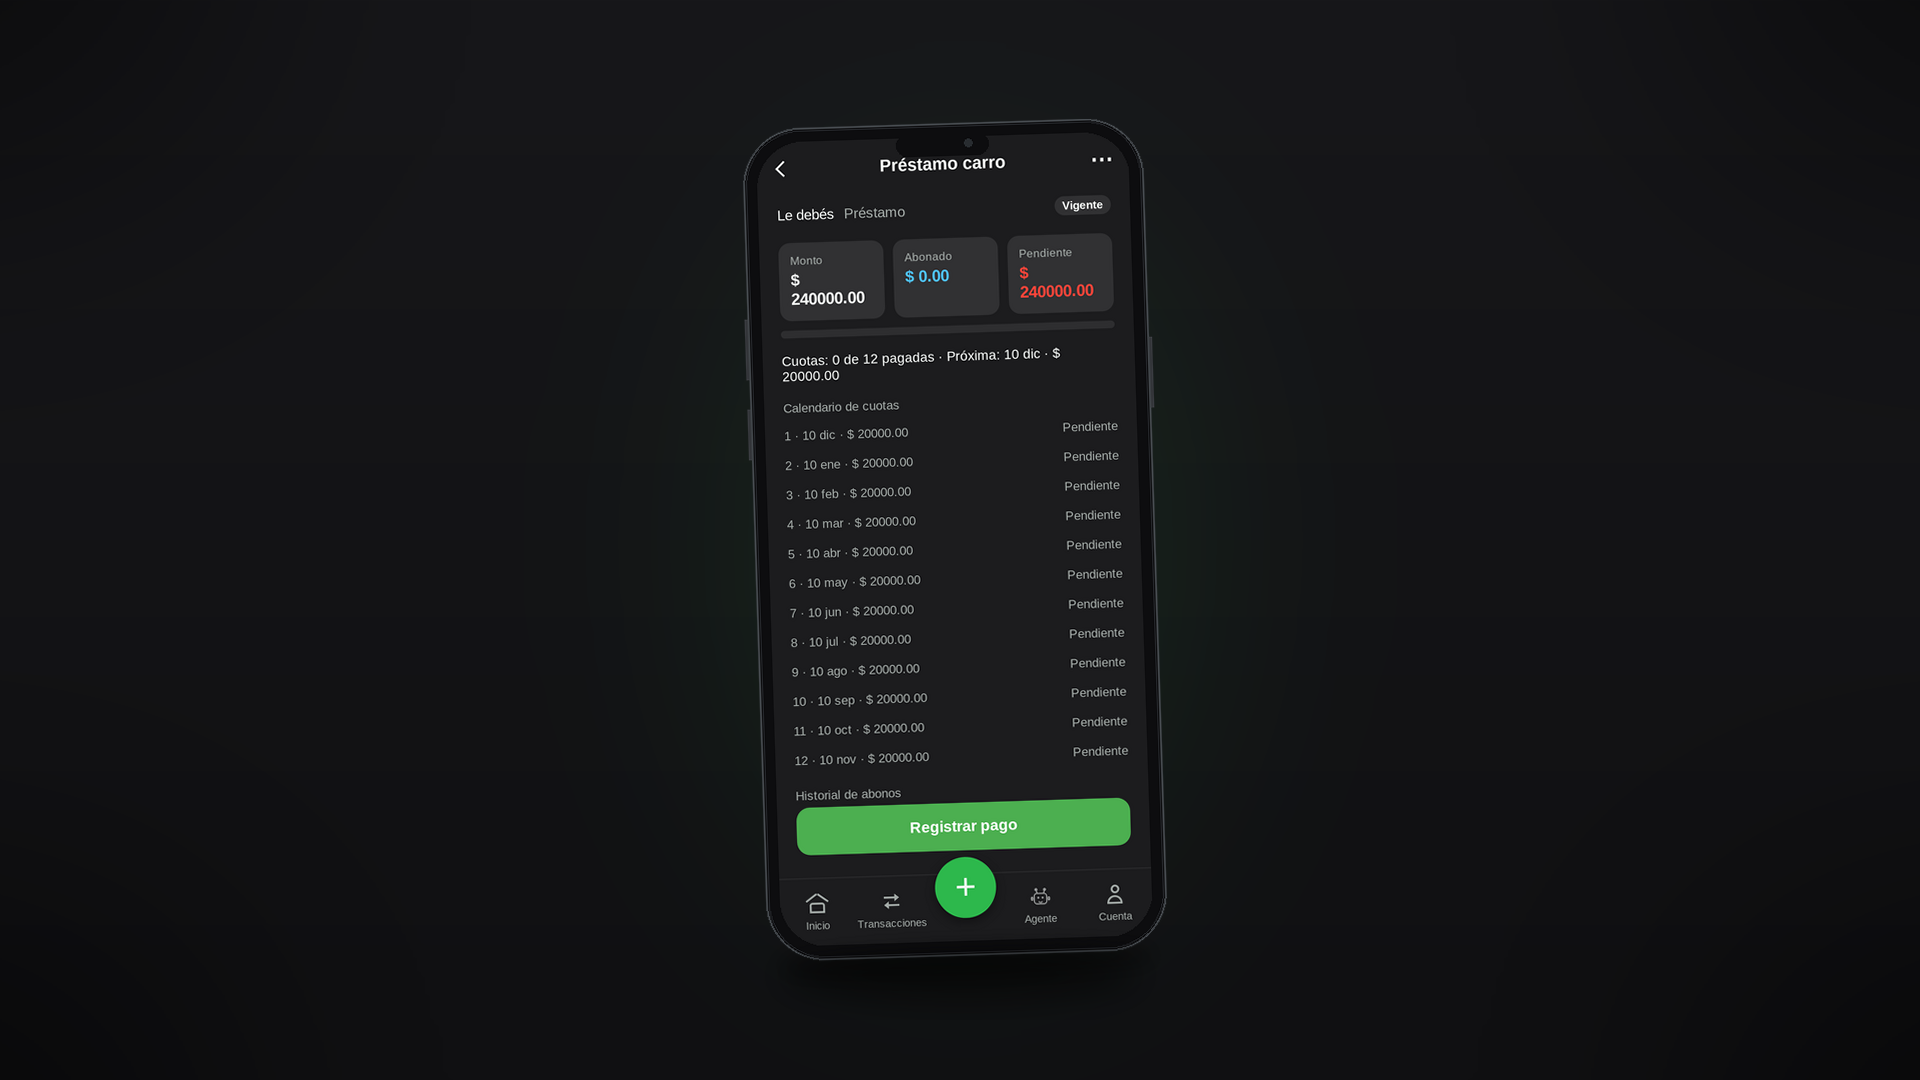 Préstamo carro
Le debés Préstamo Vigente
Monto
$
240000.00
Abonado
$ 0.00
Pendiente
$
240000.00
Cuotas: 0 de 12 pagadas · Próxima: 10 dic · $
20000.00
Calendario de cuotas
1 · 10 dic · $ 20000.00 Pendiente
2 · 10 ene · $ 20000.00 Pendiente
3 · 10 feb · $ 20000.00 Pendiente
4 · 10 mar · $ 20000.00 Pendiente
5 · 10 abr · $ 20000.00 Pendiente
6 · 10 may · $ 20000.00 Pendiente
7 · 10 jun · $ 20000.00 Pendiente
8 · 10 jul · $ 20000.00 Pendiente
9 · 10 ago · $ 20000.00 Pendiente
10 · 10 sep · $ 20000.00 Pendiente
11 · 10 oct · $ 20000.00 Pendiente
12 · 10 nov · $ 20000.00 Pendiente
Historial de abonos
Registrar pago
Inicio Transacciones Agente Cuenta